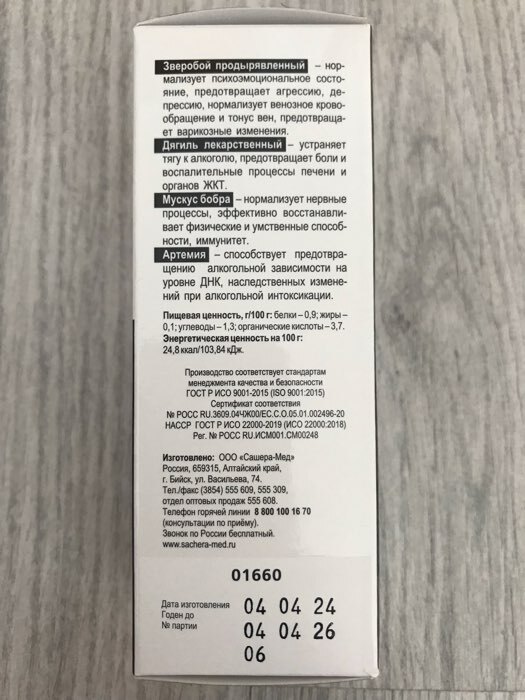 Зверобой продырявленный – нор-
мализует психоэмоциональное состо-
яние, предотвращает агрессию, де-
прессию, нормализует венозное крово-
обращение и тонус вен, предотвраща-
ет варикозные изменения.
Дягиль лекарственный – устраняет
тягу к алкоголю, предотвращает боли и
воспалительные процессы печени и
органов ЖКТ.
Мускус бобра – нормализует нервные
процессы, эффективно восстанавли-
вает физические и умственные способ-
ности, иммунитет.
Артемия – способствует предотвра-
щению алкогольной зависимости на
уровне ДНК, наследственных измене-
ний при алкогольной интоксикации.
Пищевая ценность, г/100 г: белки – 0,9; жиры –
0,1; углеводы – 1,3; органические кислоты – 3,7.
Энергетическая ценность на 100 г:
24,8 ккал/103,84 кДж.
Производство соответствует стандартам
менеджмента качества и безопасности
ГОСТ Р ИСО 9001-2015 (ISO 9001:2015)
Сертификат соответствия
№ РОСС RU.3609.04ЧЖ00/ЕС.С.О.05.01.002496-20
HACCP ГОСТ Р ИСО 22000-2019 (ИСО 22000:2018)
Рег. № РОСС RU.ИСМ001.СМ00248
Изготовлено: ООО «Сашера-Мед»
Россия, 659315, Алтайский край,
г. Бийск, ул. Васильева, 74.
Тел./факс (3854) 555 609, 555 309,
отдел оптовых продаж 555 608.
Телефон горячей линии 8 800 100 16 70
(консультации по приёму).
Звонок по России бесплатный.
www.sachera-med.ru
01660
Дата изготовления 04 04 24
Годен до 04 04 26
№ партии 06